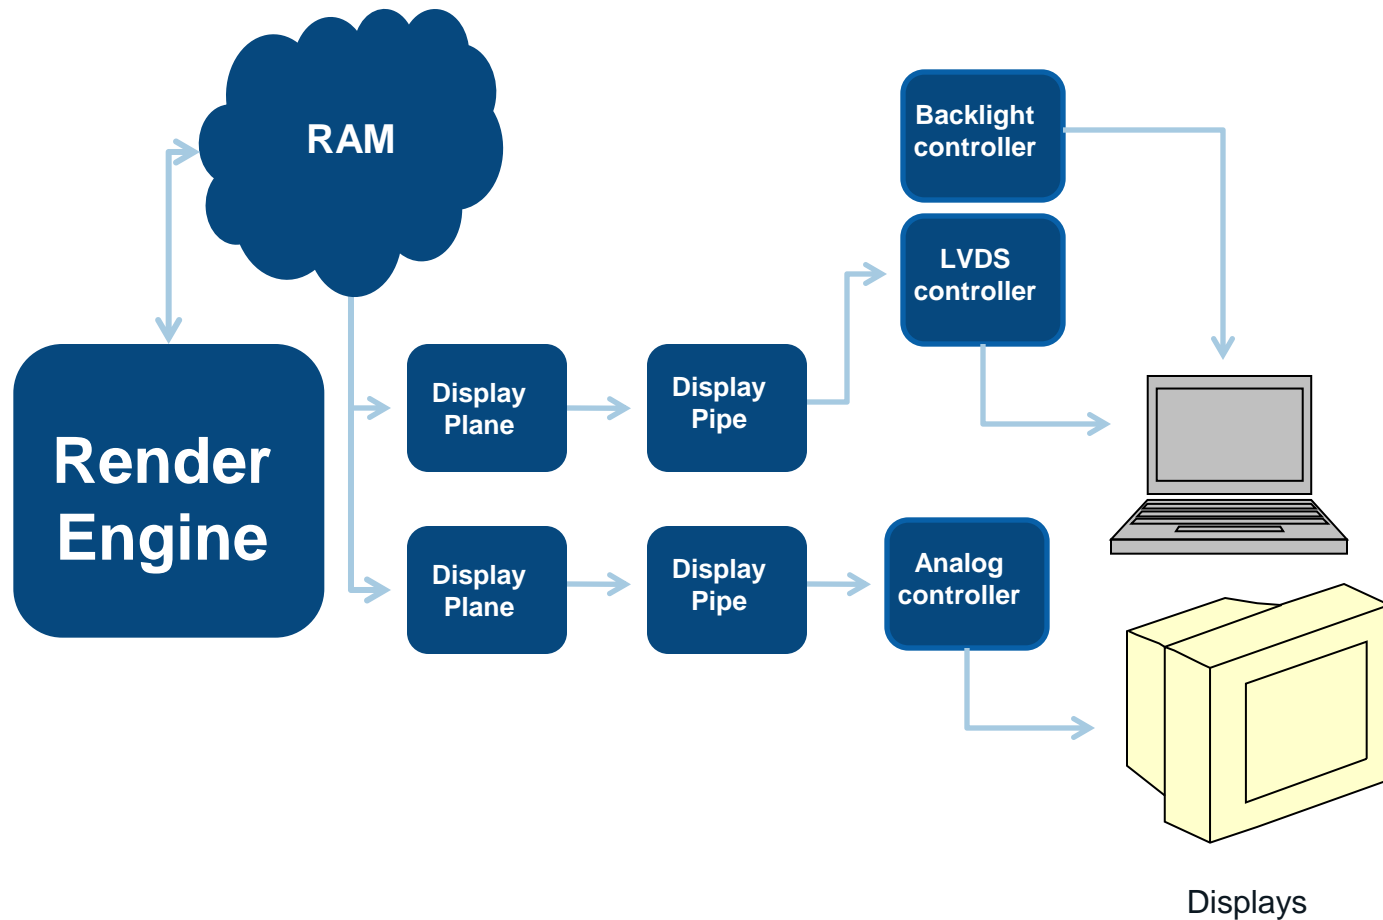 RAM
Backlight
controller
LVDS
controller
Render
Engine
Display
Plane
Display
Pipe
Display
Plane
Display
Pipe
Analog
controller
Displays